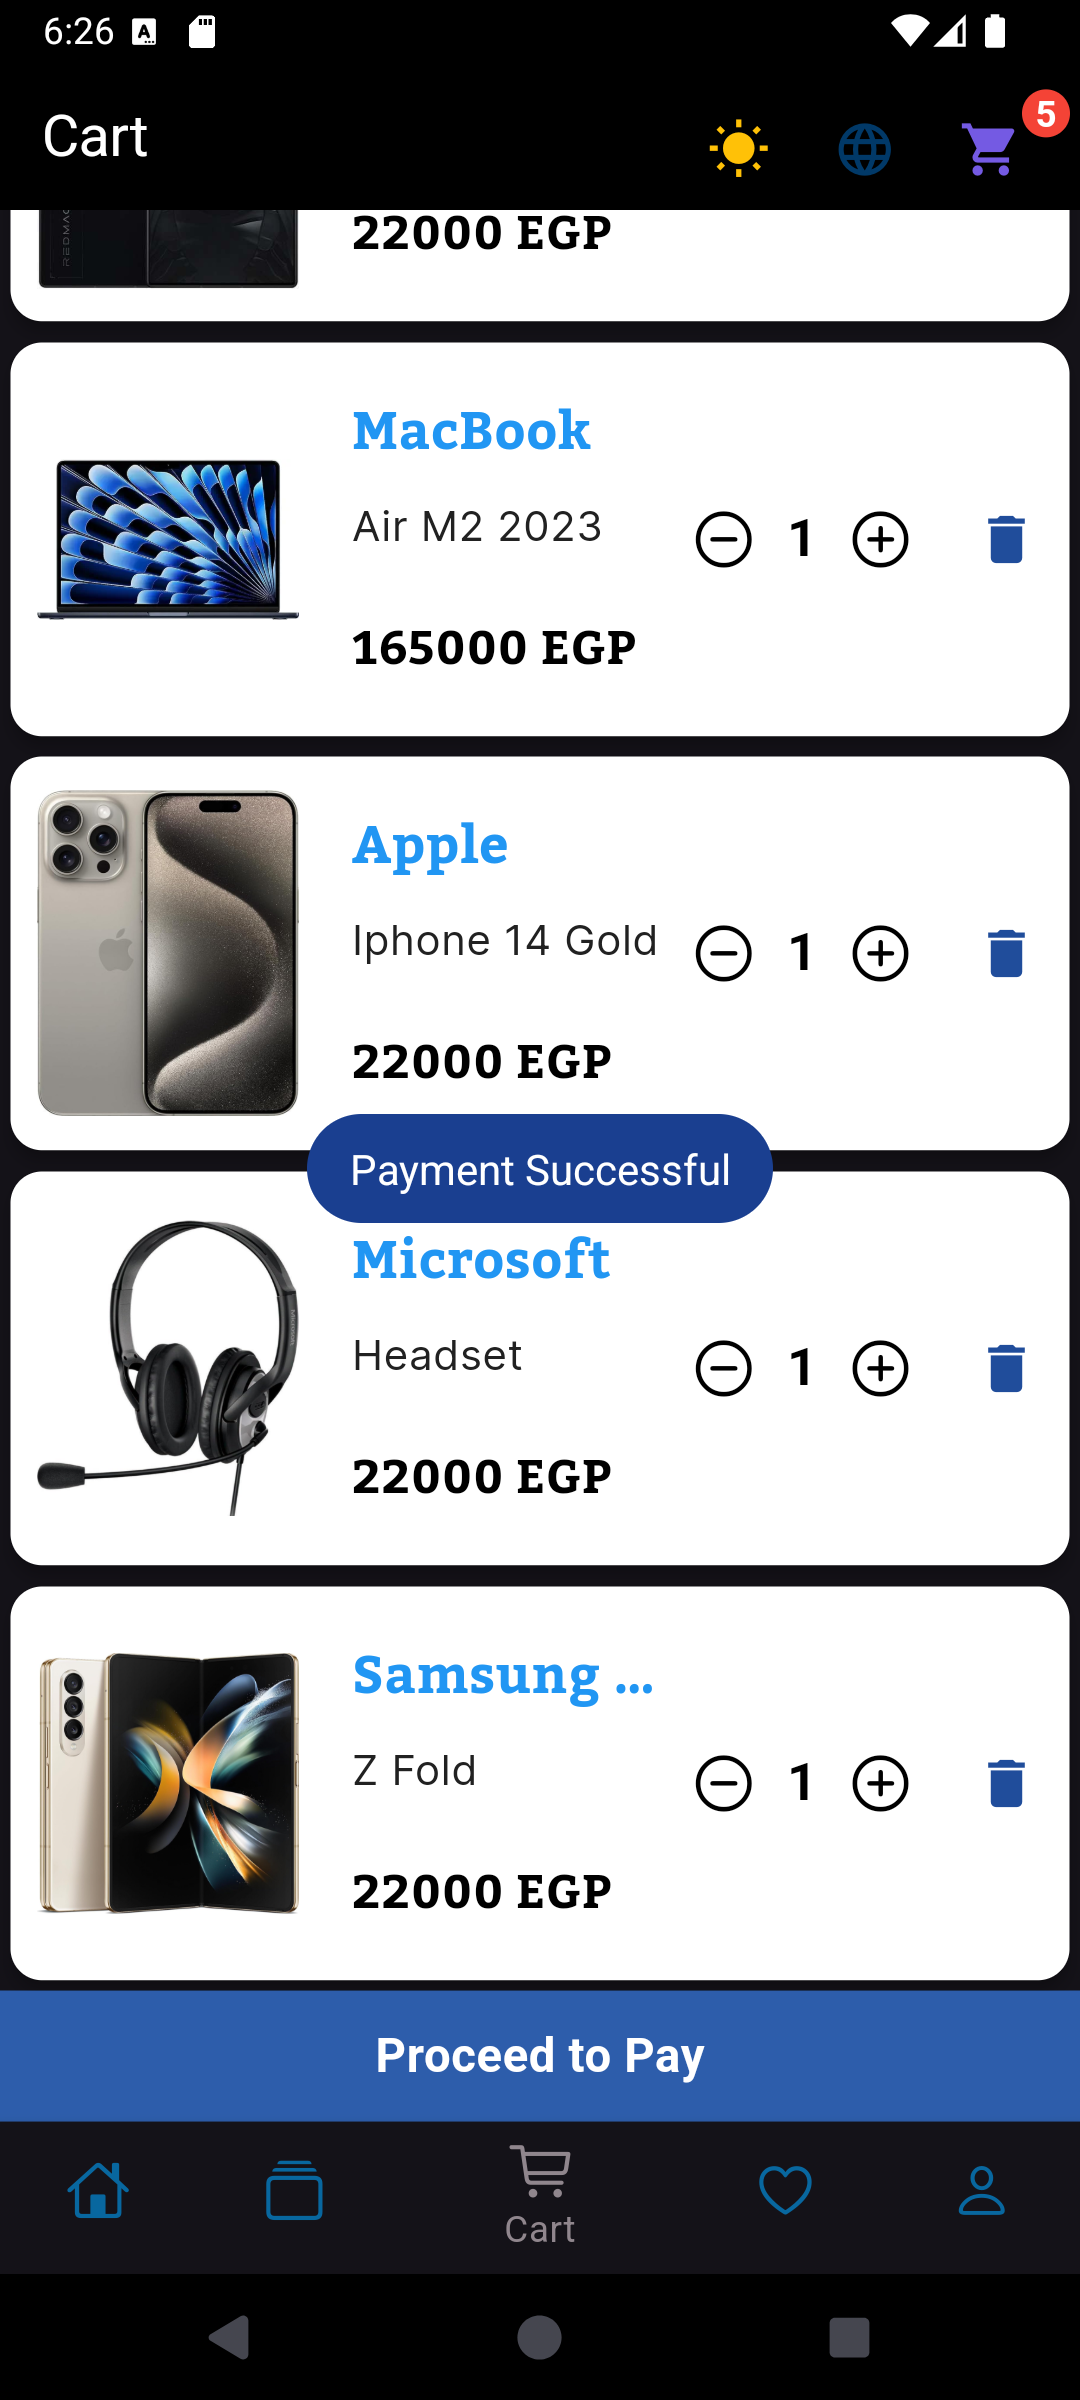 6:26
Cart
5
REDMAC
22000 EGP
MacBook
Air M2 2023
1
165000 EGP
Apple
Iphone 14 Gold
1
22000 EGP
Payment Successful
Microsoft
Headset
1
22000 EGP
Samsung ...
Z Fold
1
22000 EGP
Proceed to Pay
Cart